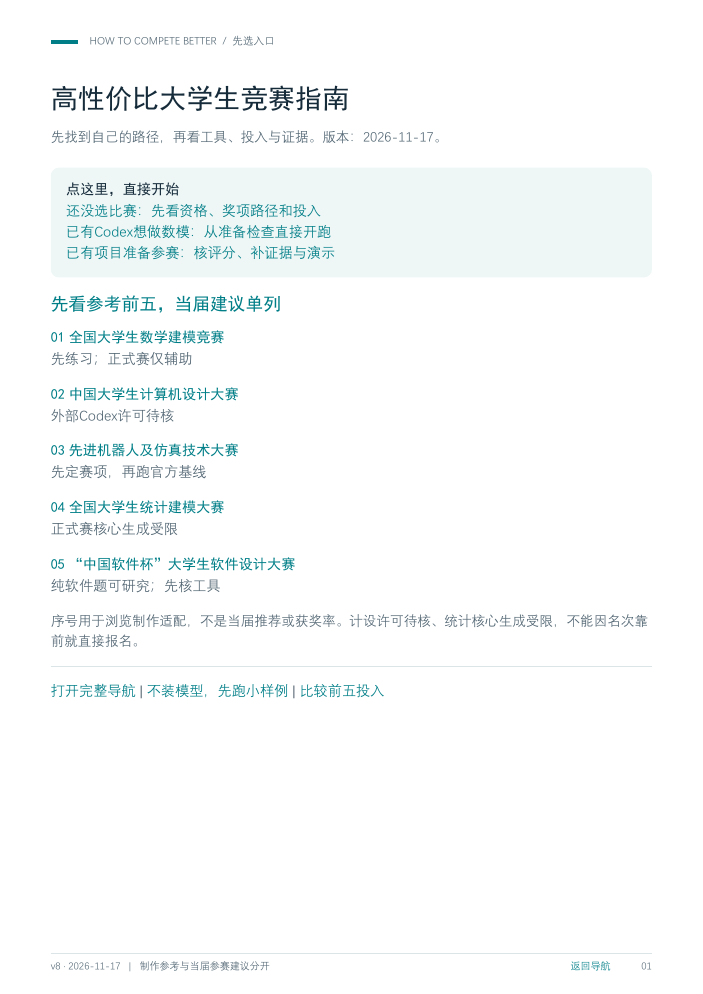 HOW TO COMPETE BETTER / 先选入口
高性价比大学生竞赛指南
先找到自己的路径，再看工具、投入与证据。版本：2026-11-17。
点这里，直接开始
还没选比赛：先看资格、奖项路径和投入
已有Codex想做数模：从准备检查直接开跑
已有项目准备参赛：核评分、补证据与演示
先看参考前五，当届建议单列
01 全国大学生数学建模竞赛
先练习；正式赛仅辅助
02 中国大学生计算机设计大赛
外部Codex许可待核
03 先进机器人及仿真技术大赛
先定赛项，再跑官方基线
04 全国大学生统计建模大赛
正式赛核心生成受限
05 “中国软件杯”大学生软件设计大赛
纯软件题可研究；先核工具
序号用于浏览制作适配，不是当届推荐或获奖率。计设许可待核、统计核心生成受限，不能因名次靠
前就直接报名。
打开完整导航 | 不装模型，先跑小样例 | 比较前五投入
v8 · 2026-11-17 | 制作参考与当届参赛建议分开
返回导航 01